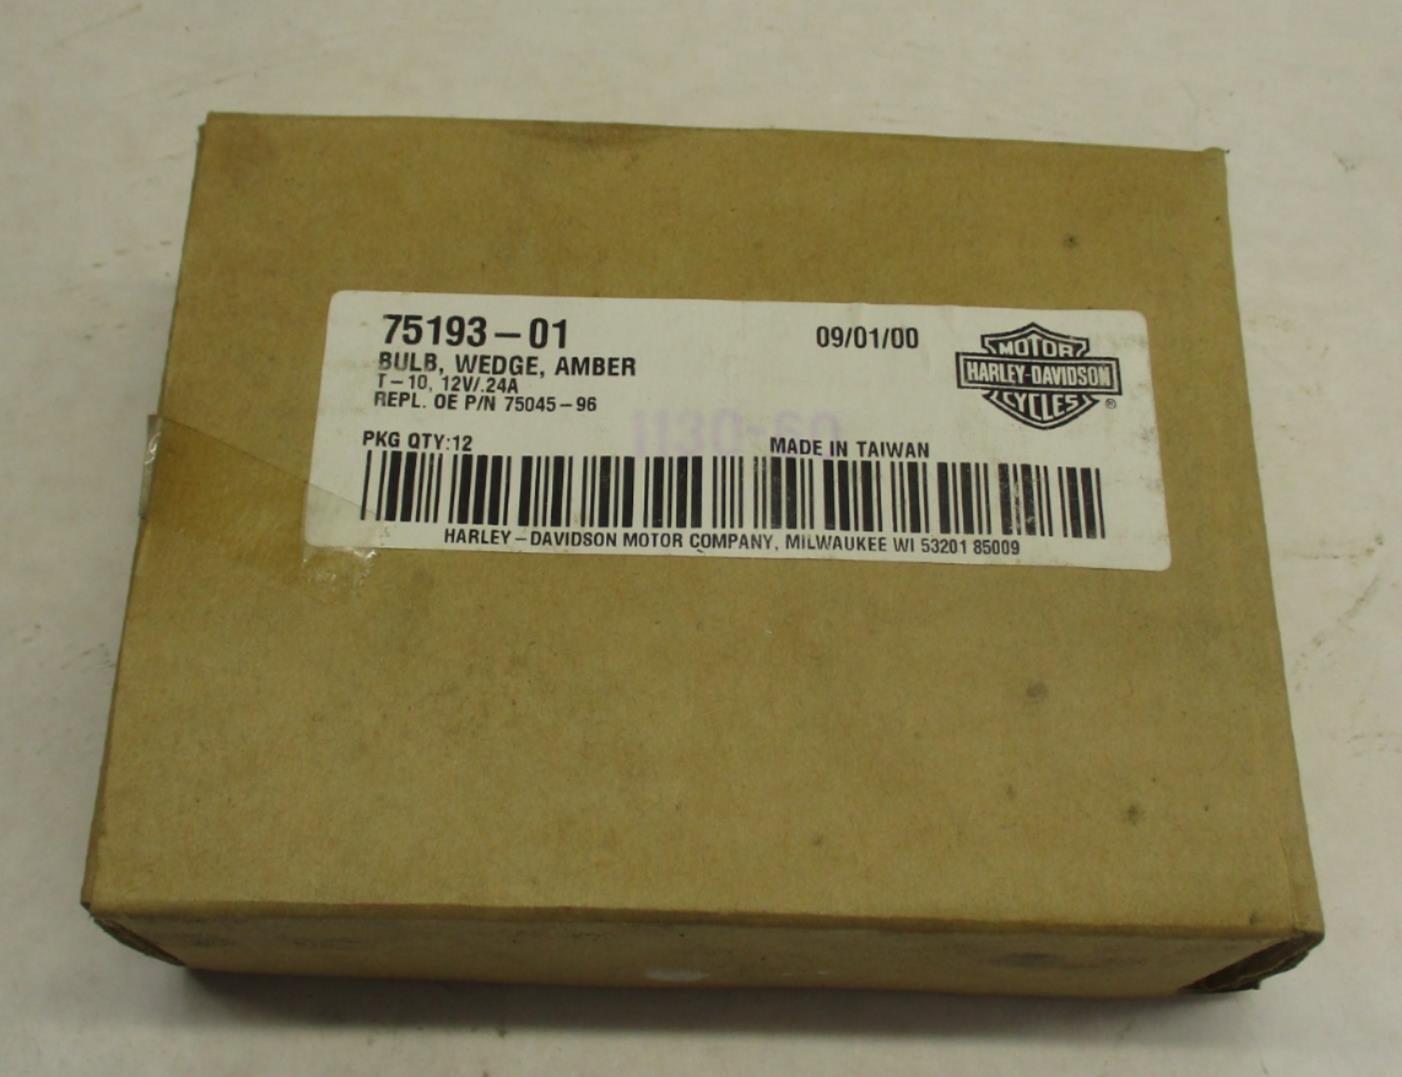 75193-01
09/01/00
BULB, WEDGE, AMBER
T-10, 12V/.24A
REPL. OE P/N 75045-96
MOTOR
HARLEY-DAVIDSON
CYCLES
®
PKG QTY:12
MADE IN TAIWAN
HARLEY-DAVIDSON MOTOR COMPANY, MILWAUKEE WI 53201 85009